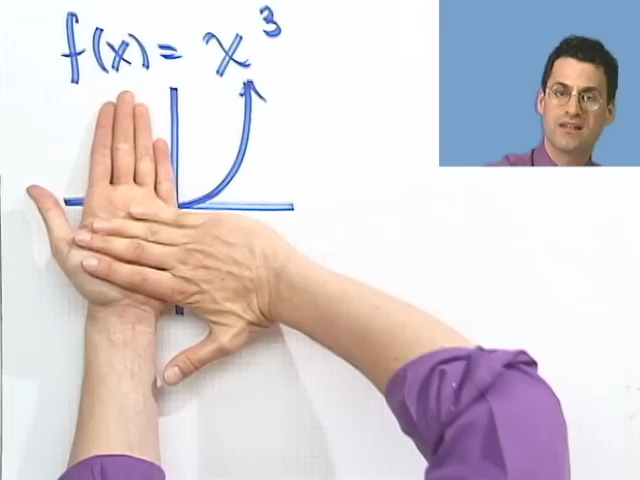 f(x) = x³